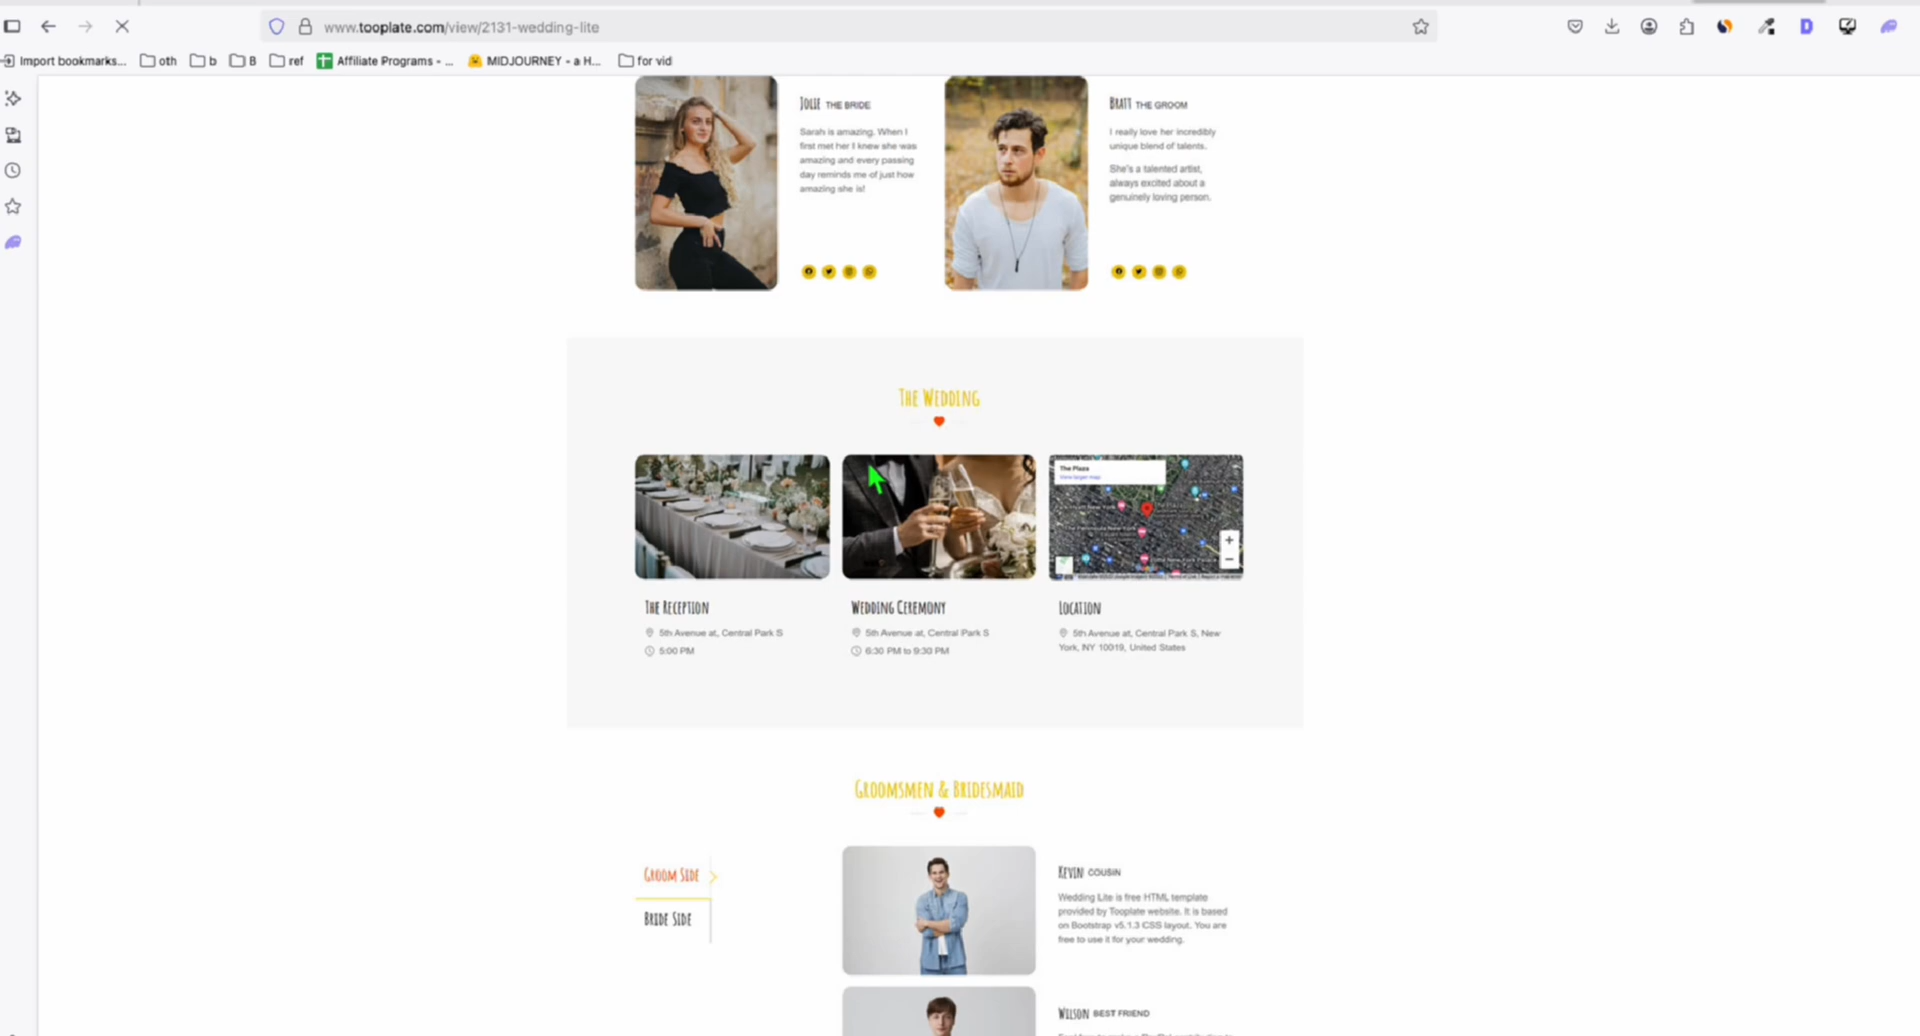 www.tooplate.com/view/2131-wedding-lite
Import bookmarks... oth b B ref Affiliate Programs - ... MIDJOURNEY - a H... for vid
Jolie THE BRIDE
Sarah is amazing. When I
first met her I knew she was
amazing and every passing
day reminds me of just how
amazing she is!
Bratt THE GROOM
I really love her incredibly
unique blend of talents.
She's a talented artist,
always excited about a
genuinely loving person.
The Wedding
The Plaza
View larger map
The Reception
5th Avenue at, Central Park S
5:00 PM
Wedding Ceremony
5th Avenue at, Central Park S
6:30 PM to 9:30 PM
Location
5th Avenue at, Central Park S, New
York, NY 10019, United States
Groomsmen & Bridesmaid
Groom Side
Bride Side
Kevin COUSIN
Wedding Lite is free HTML template
provided by Tooplate website. It is based
on Bootstrap v5.1.3 CSS layout. You are
free to use it for your wedding.
Wilson BEST FRIEND